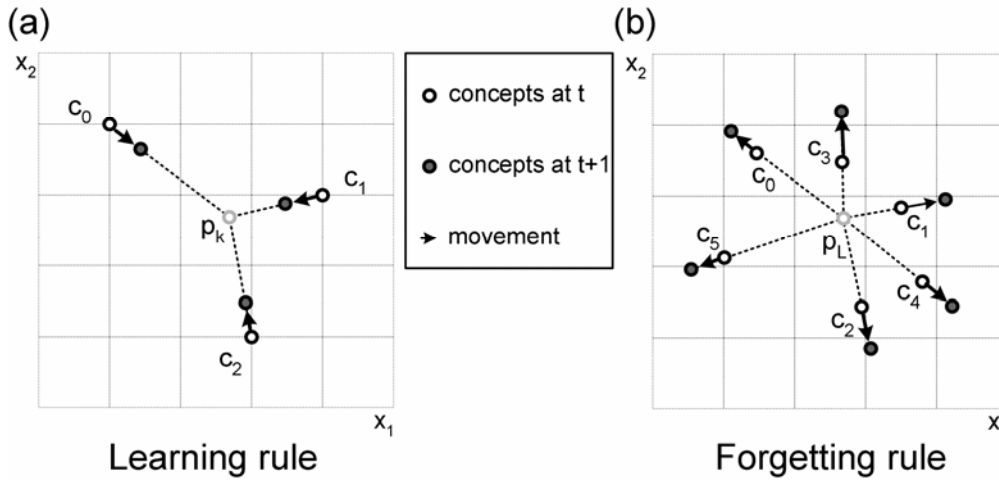 (a)
x2
c0
c1
pk
c2
x1
Learning rule
concepts at t
concepts at t+1
movement
(b)
x2
c3
c0
c1
c5
pL
c4
c2
x
Forgetting rule